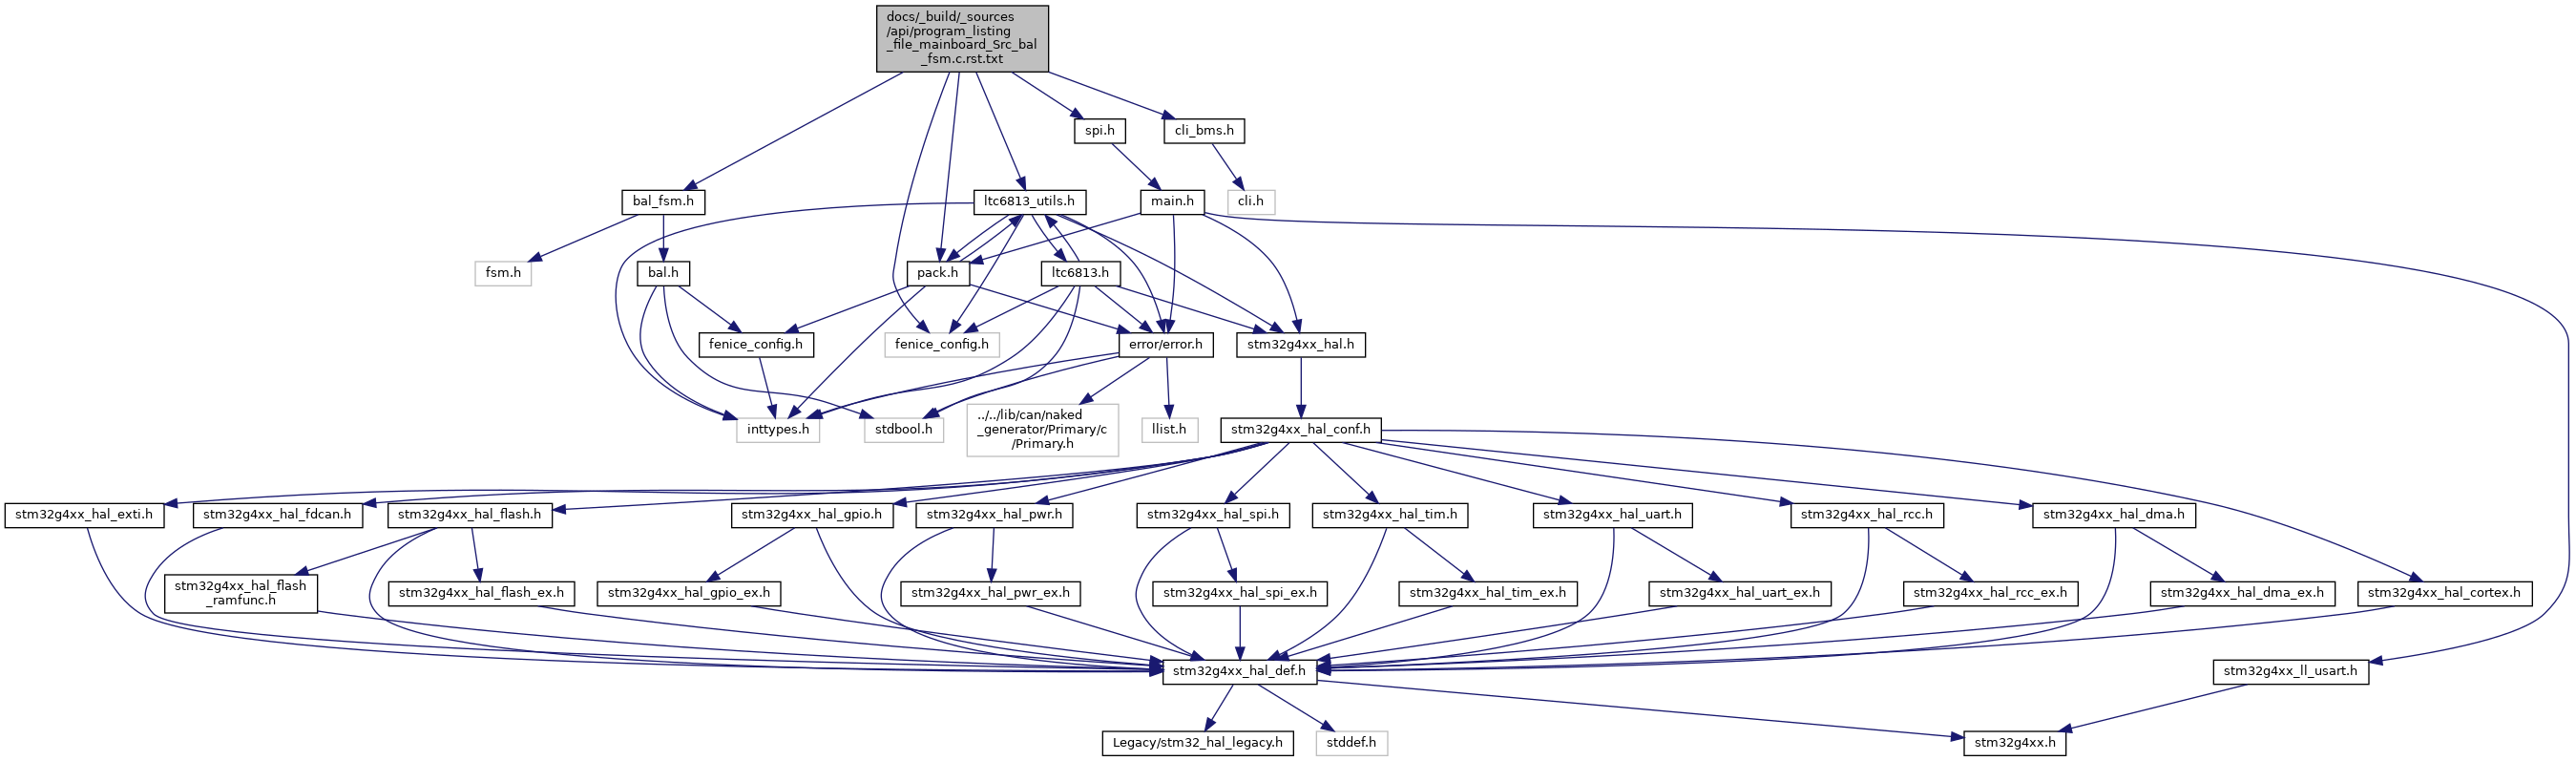 docs/_build/_sources
/api/program_listing
_file_mainboard_Src_bal
_fsm.c.rst.txt
spi.h
cli_bms.h
bal_fsm.h
ltc6813_utils.h
main.h
cli.h
fsm.h
bal.h
pack.h
ltc6813.h
fenice_config.h
fenice_config.h
error/error.h
stm32g4xx_hal.h
inttypes.h
stdbool.h
../../lib/can/naked
_generator/Primary/c
/Primary.h
llist.h
stm32g4xx_hal_conf.h
stm32g4xx_hal_exti.h
stm32g4xx_hal_fdcan.h
stm32g4xx_hal_flash.h
stm32g4xx_hal_gpio.h
stm32g4xx_hal_pwr.h
stm32g4xx_hal_spi.h
stm32g4xx_hal_tim.h
stm32g4xx_hal_uart.h
stm32g4xx_hal_rcc.h
stm32g4xx_hal_dma.h
stm32g4xx_hal_flash
_ramfunc.h
stm32g4xx_hal_flash_ex.h
stm32g4xx_hal_gpio_ex.h
stm32g4xx_hal_pwr_ex.h
stm32g4xx_hal_spi_ex.h
stm32g4xx_hal_tim_ex.h
stm32g4xx_hal_uart_ex.h
stm32g4xx_hal_rcc_ex.h
stm32g4xx_hal_dma_ex.h
stm32g4xx_hal_cortex.h
stm32g4xx_hal_def.h
stm32g4xx_ll_usart.h
Legacy/stm32_hal_legacy.h
stddef.h
stm32g4xx.h